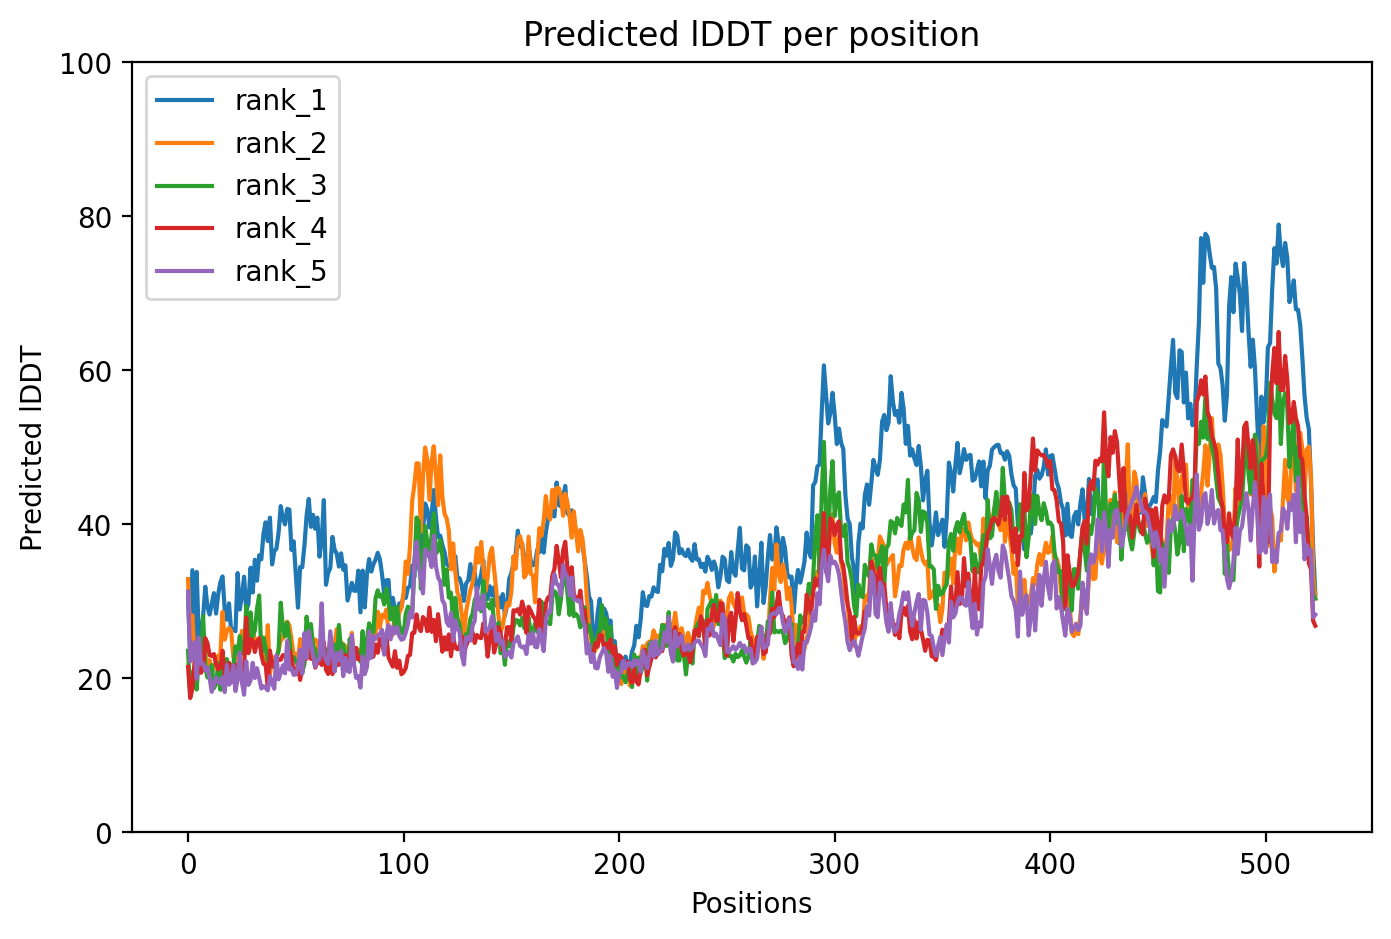 Predicted lDDT per position
100
80
60
40
20
0
Predicted lDDT
rank_1
rank_2
rank_3
rank_4
rank_5
0 100 200 300 400 500
Positions